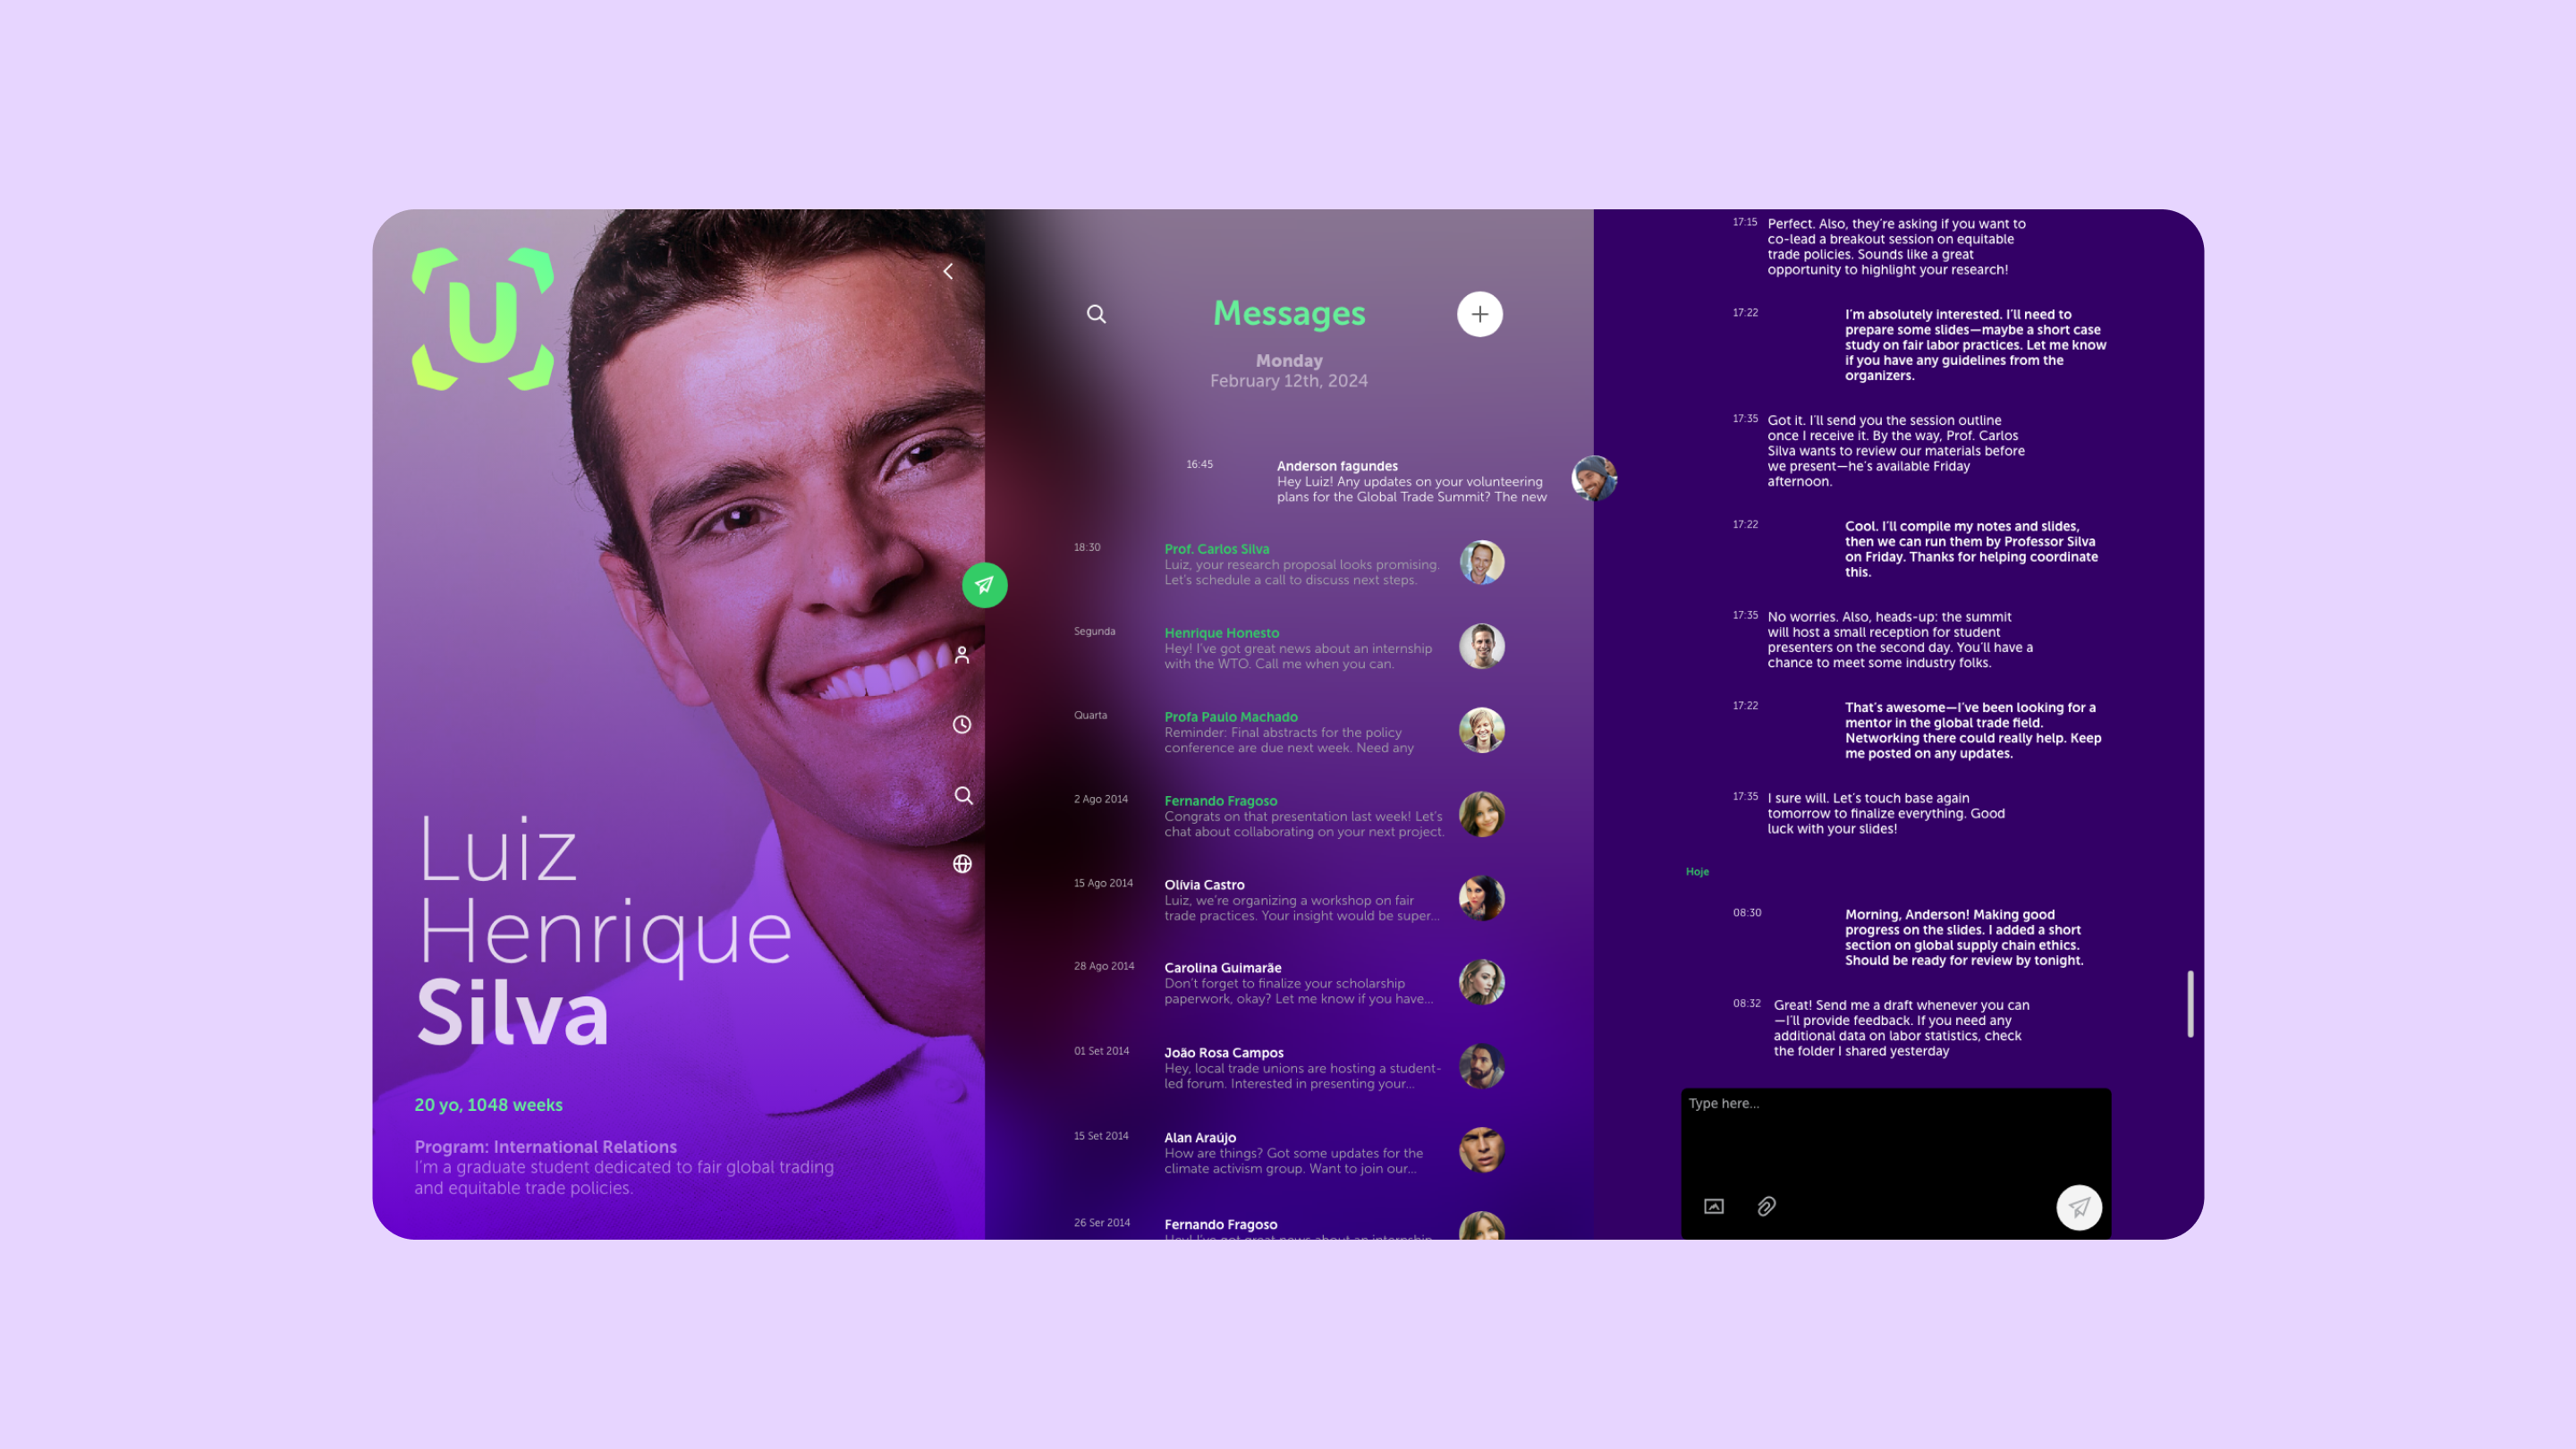 U
Luiz
Henrique
Silva
20 yo, 1048 weeks
Program: International Relations
I'm a graduate student dedicated to fair global trading
and equitable trade policies.
Messages
Monday
February 12th, 2024
16:45
Anderson fagundes
Hey Luiz! Any updates on your volunteering
plans for the Global Trade Summit? The new
18:30
Prof. Carlos Silva
Luiz, your research proposal looks promising.
Let's schedule a call to discuss next steps.
Segunda
Henrique Honesto
Hey! I've got great news about an internship
with the WTO. Call me when you can.
Quarta
Profa Paulo Machado
Reminder: Final abstracts for the policy
conference are due next week. Need any
2 Ago 2014
Fernando Fragoso
Congrats on that presentation last week! Let's
chat about collaborating on your next project.
15 Ago 2014
Olívia Castro
Luiz, we're organizing a workshop on fair
trade practices. Your insight would be super...
28 Ago 2014
Carolina Guimarãe
Don't forget to finalize your scholarship
paperwork, okay? Let me know if you have...
01 Set 2014
João Rosa Campos
Hey, local trade unions are hosting a student-
led forum. Interested in presenting your...
15 Set 2014
Alan Araújo
How are things? Got some updates for the
climate activism group. Want to join our...
26 Ser 2014
Fernando Fragoso
Hey! I've got great news about an internship
17:15
Perfect. Also, they're asking if you want to
co-lead a breakout session on equitable
trade policies. Sounds like a great
opportunity to highlight your research!
17:22
I'm absolutely interested. I'll need to
prepare some slides—maybe a short case
study on fair labor practices. Let me know
if you have any guidelines from the
organizers.
17:35
Got it. I'll send you the session outline
once I receive it. By the way, Prof. Carlos
Silva wants to review our materials before
we present—he's available Friday
afternoon.
17:22
Cool. I'll compile my notes and slides,
then we can run them by Professor Silva
on Friday. Thanks for helping coordinate
this.
17:35
No worries. Also, heads-up: the summit
will host a small reception for student
presenters on the second day. You'll have a
chance to meet some industry folks.
17:22
That's awesome—I've been looking for a
mentor in the global trade field.
Networking there could really help. Keep
me posted on any updates.
17:35
I sure will. Let's touch base again
tomorrow to finalize everything. Good
luck with your slides!
Hoje
08:30
Morning, Anderson! Making good
progress on the slides. I added a short
section on global supply chain ethics.
Should be ready for review by tonight.
08:32
Great! Send me a draft whenever you can
—I'll provide feedback. If you need any
additional data on labor statistics, check
the folder I shared yesterday
Type here...